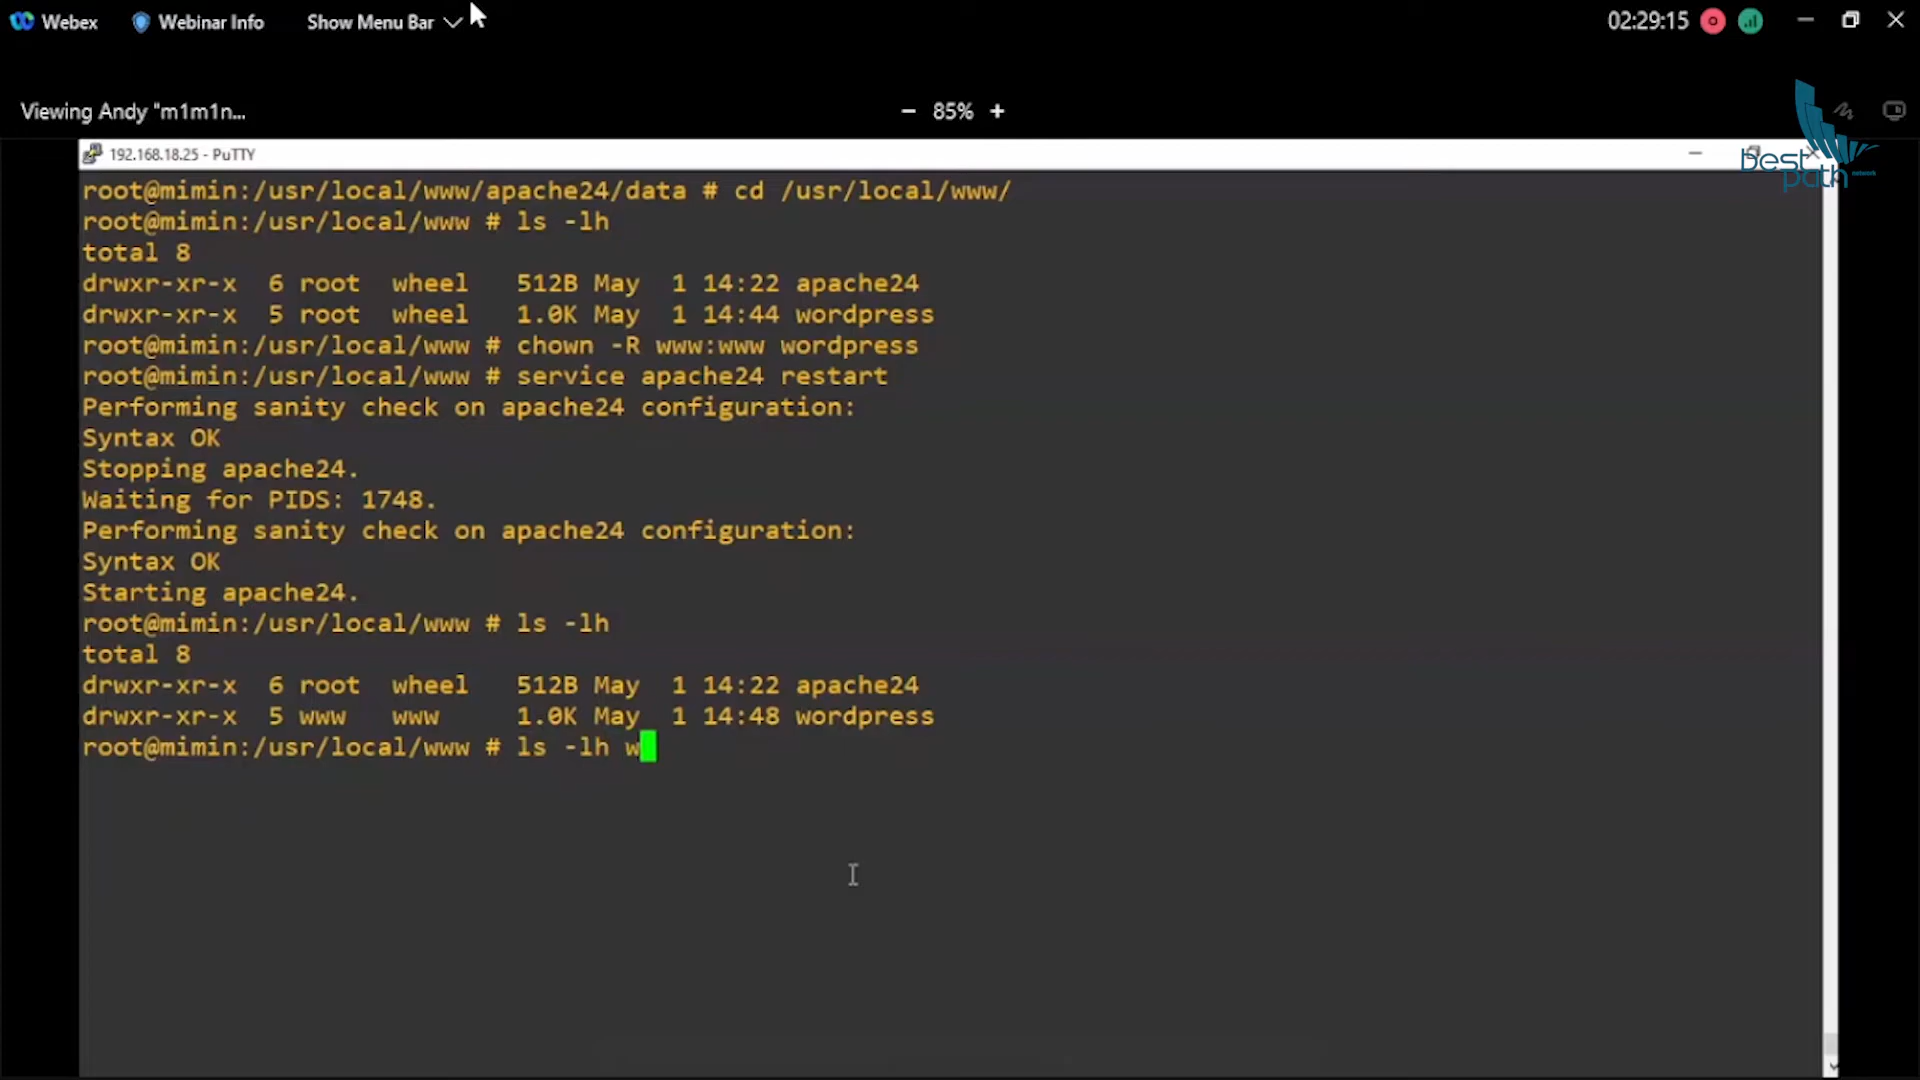 Webex Webinar Info Show Menu Bar 02:29:15
Viewing Andy "m1m1n... 85%
best path network
192.168.18.25 - PuTTY
root@mimin:/usr/local/www/apache24/data # cd /usr/local/www/
root@mimin:/usr/local/www # ls -lh
total 8
drwxr-xr-x  6 root  wheel   512B May  1 14:22 apache24
drwxr-xr-x  5 root  wheel   1.0K May  1 14:44 wordpress
root@mimin:/usr/local/www # chown -R www:www wordpress
root@mimin:/usr/local/www # service apache24 restart
Performing sanity check on apache24 configuration:
Syntax OK
Stopping apache24.
Waiting for PIDS: 1748.
Performing sanity check on apache24 configuration:
Syntax OK
Starting apache24.
root@mimin:/usr/local/www # ls -lh
total 8
drwxr-xr-x  6 root  wheel   512B May  1 14:22 apache24
drwxr-xr-x  5 www   www     1.0K May  1 14:48 wordpress
root@mimin:/usr/local/www # ls -lh w